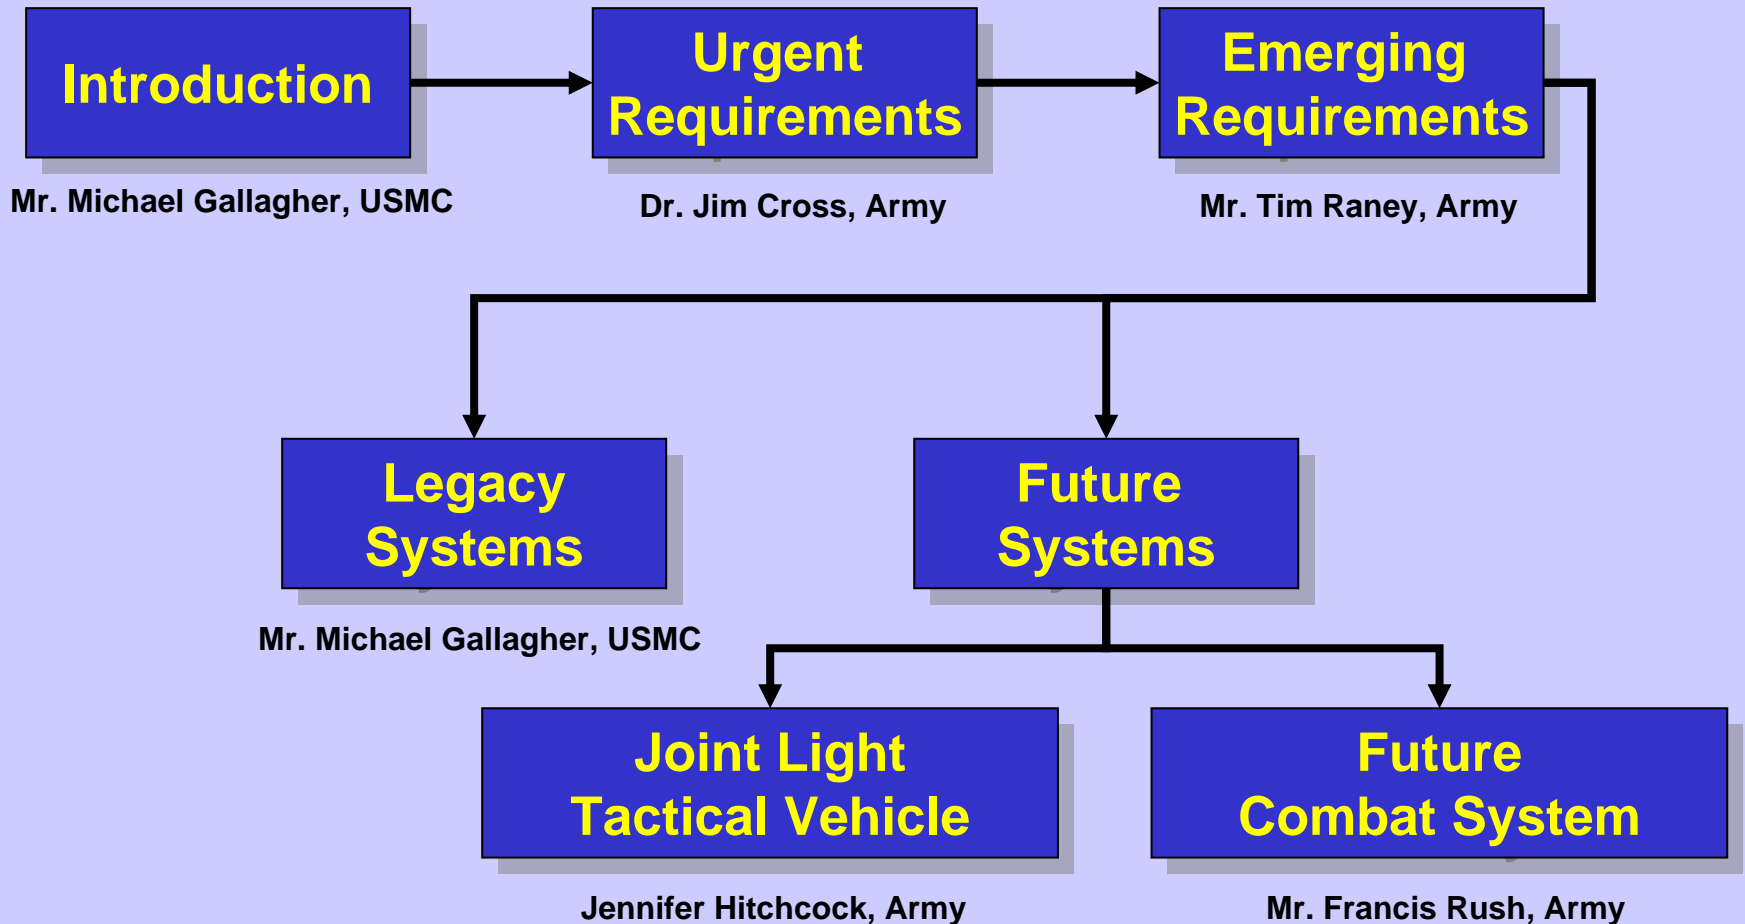 Introduction
Mr. Michael Gallagher, USMC
Urgent
Requirements
Dr. Jim Cross, Army
Emerging
Requirements
Mr. Tim Raney, Army
Legacy
Systems
Mr. Michael Gallagher, USMC
Future
Systems
Joint Light
Tactical Vehicle
Jennifer Hitchcock, Army
Future
Combat System
Mr. Francis Rush, Army